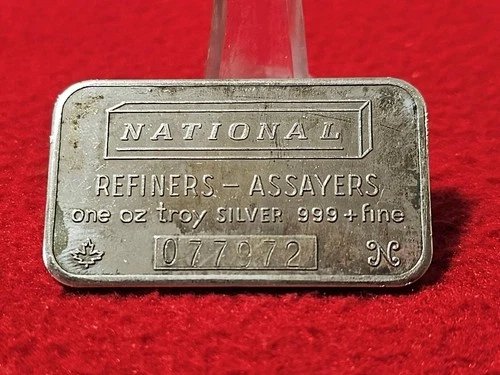 NATIONAL
REFINERS - ASSAYERS
one oz troy SILVER 999+fine
077972
N